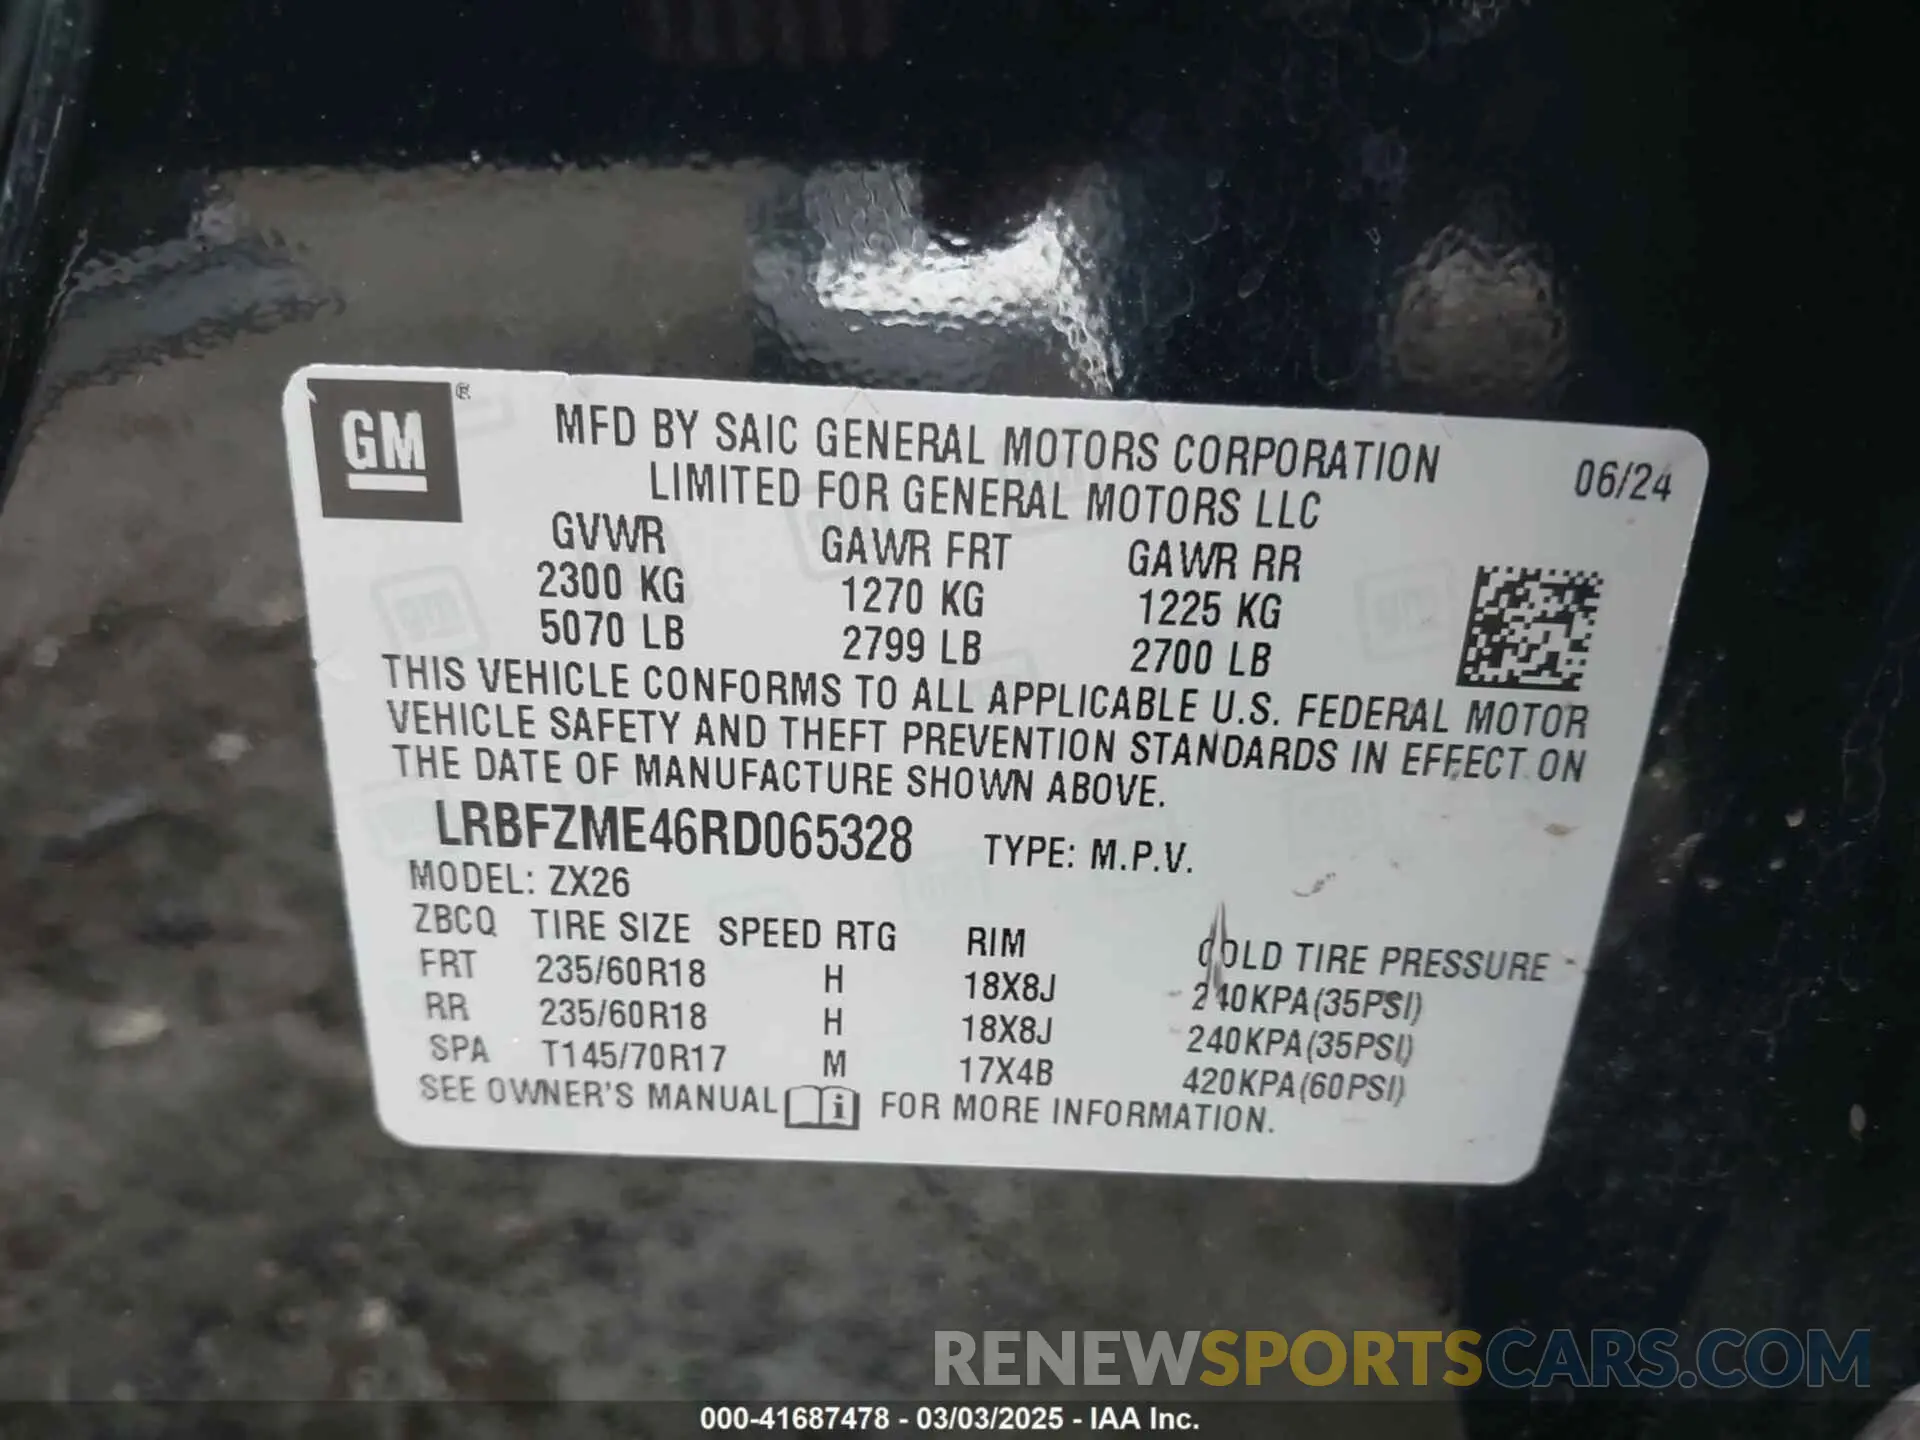 GM
MFD BY SAIC GENERAL MOTORS CORPORATION
LIMITED FOR GENERAL MOTORS LLC
06/24
GVWR GAWR FRT GAWR RR
2300 KG 1270 KG 1225 KG
5070 LB 2799 LB 2700 LB
THIS VEHICLE CONFORMS TO ALL APPLICABLE U.S. FEDERAL MOTOR
VEHICLE SAFETY AND THEFT PREVENTION STANDARDS IN EFFECT ON
THE DATE OF MANUFACTURE SHOWN ABOVE.
LRBFZME46RD065328 TYPE: M.P.V.
MODEL: ZX26
ZBCQ TIRE SIZE SPEED RTG RIM COLD TIRE PRESSURE
FRT 235/60R18 H 18X8J 240KPA(35PSI)
RR 235/60R18 H 18X8J 240KPA(35PSI)
SPA T145/70R17 M 17X4B 420KPA(60PSI)
SEE OWNER'S MANUAL i FOR MORE INFORMATION.
RENEWSPORTSCARS.COM
000-41687478 - 03/03/2025 - IAA Inc.